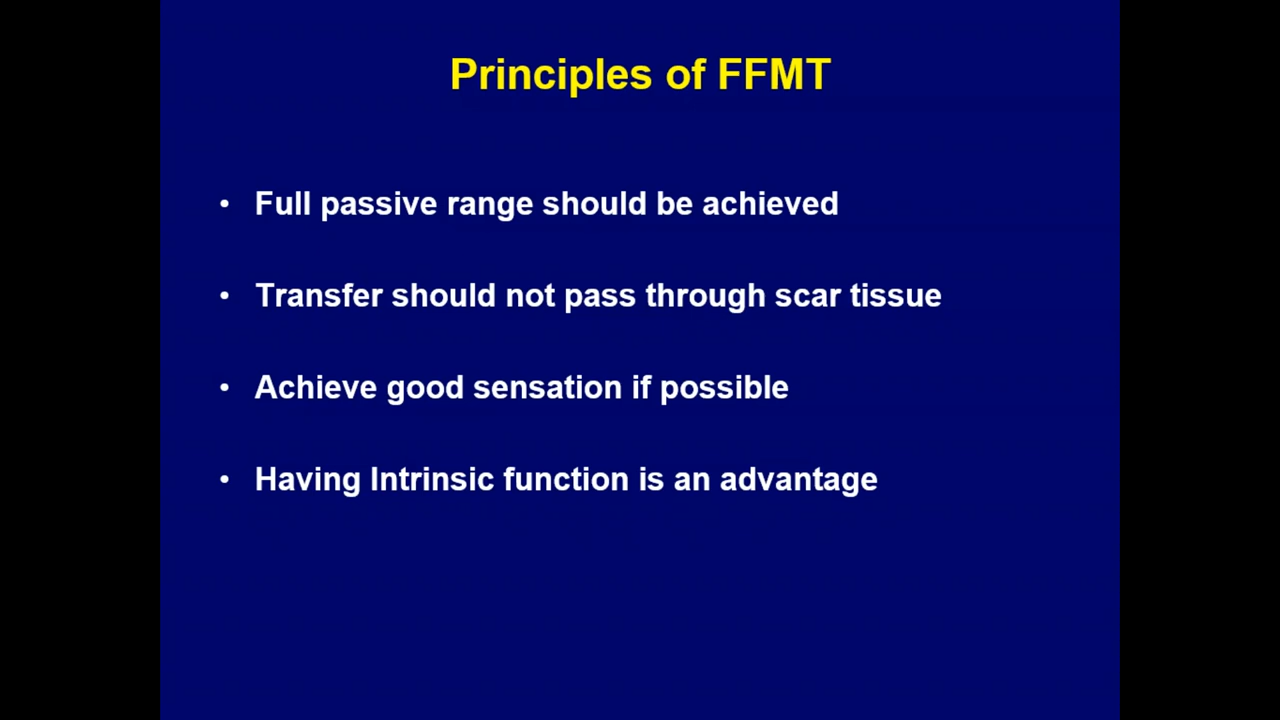 Principles of FFMT
• Full passive range should be achieved
• Transfer should not pass through scar tissue
• Achieve good sensation if possible
• Having Intrinsic function is an advantage